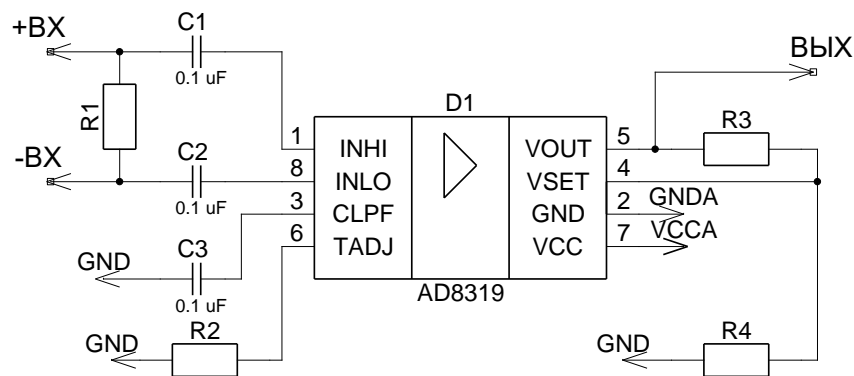 +ВХ
C1
0.1 uF
R1
-ВХ
C2
0.1 uF
GND
C3
0.1 uF
GND
R2
D1
1
INHI
8
INLO
3
CLPF
6
TADJ
VOUT
5
VSET
4
GND
2
GNDA
VCC
7
VCCA
AD8319
ВЫХ
R3
GND
R4